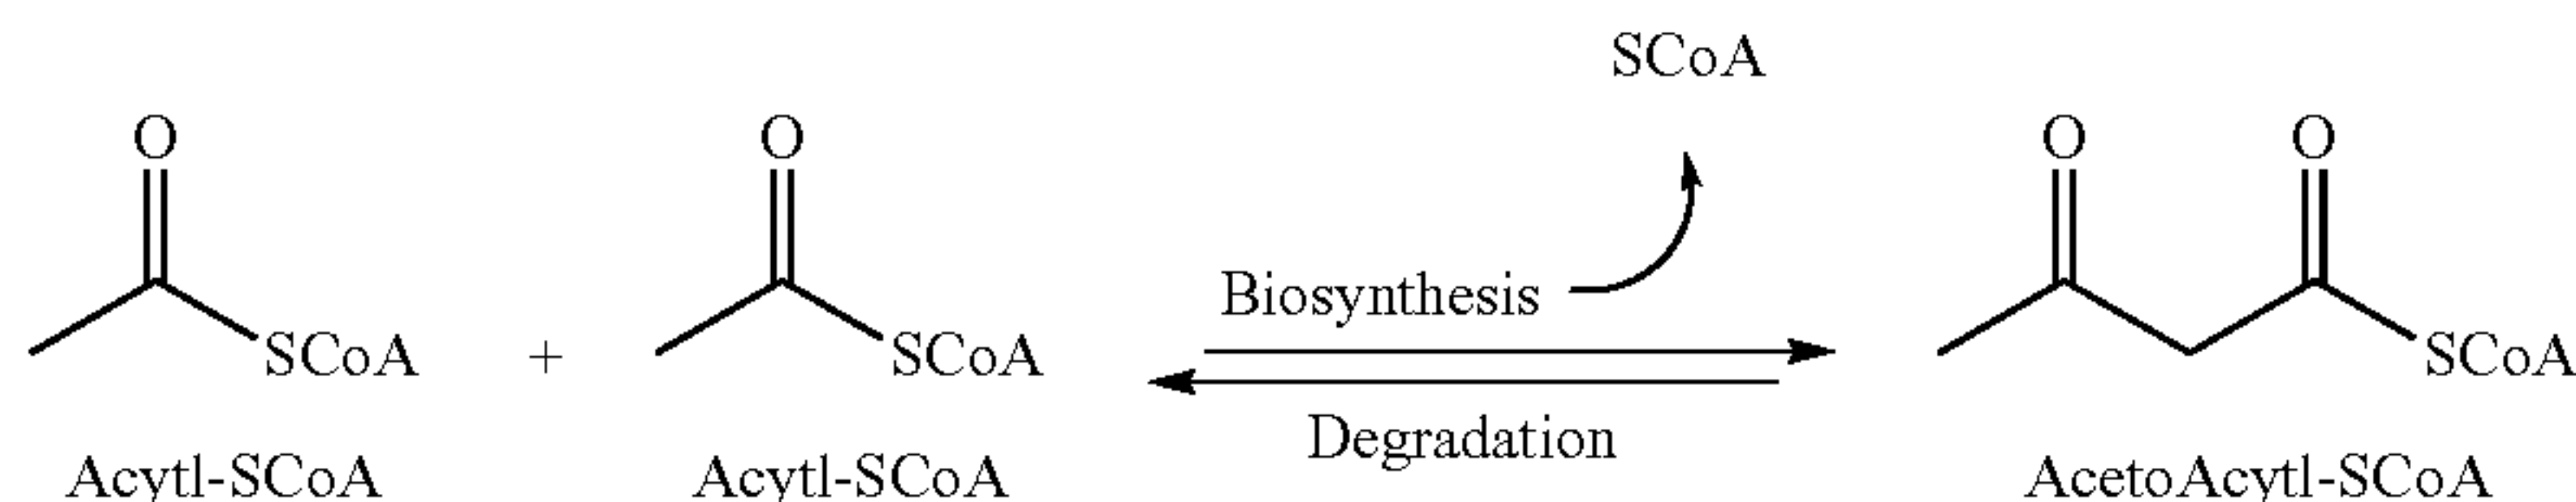 SCoA
O
O
O
O
Biosynthesis
SCoA
+
SCoA
SCoA
Degradation
Acytl-SCoA
Acytl-SCoA
AcetoAcytl-SCoA